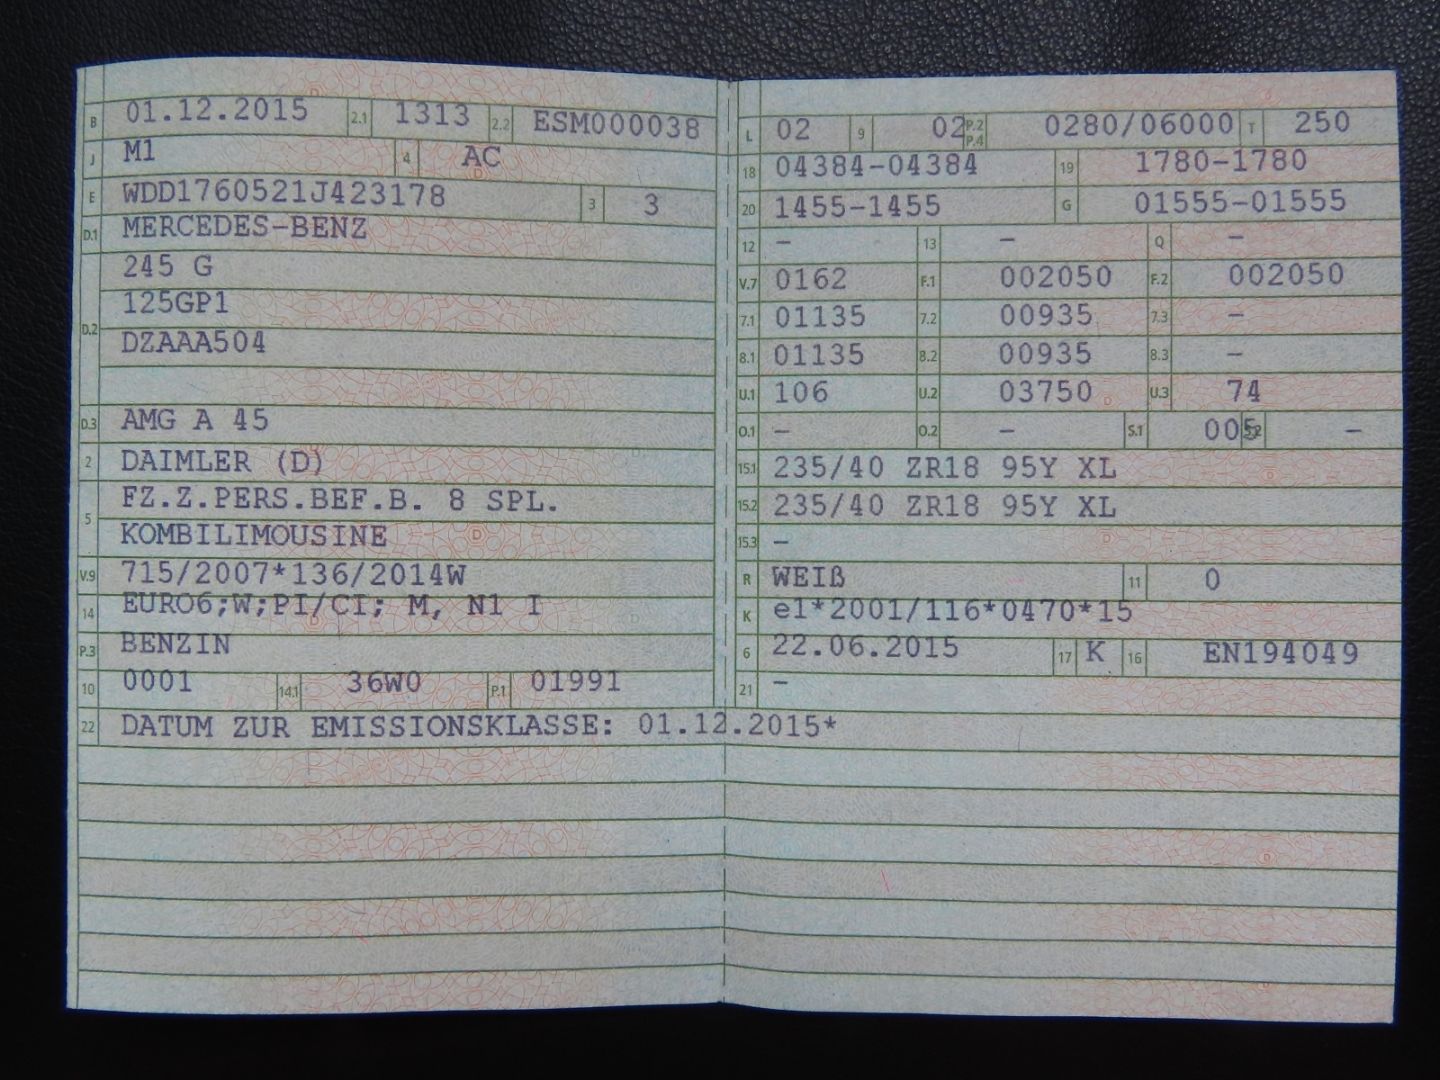 B 01.12.2015 2.1 1313 2.2 ESM000038
J M1 4 AC
E WDD1760521J423178 3 3
D.1 MERCEDES-BENZ
245 G
D.2 125GP1
DZAAA504
D.3 AMG A 45
2 DAIMLER (D)
5 FZ.Z.PERS.BEF.B. 8 SPL.
KOMBILIMOUSINE
V.9 715/2007*136/2014W
14 EURO6;W;PI/CI; M, N1 I
P.3 BENZIN
10 0001 14.1 36W0 P.1 01991
22 DATUM ZUR EMISSIONSKLASSE: 01.12.2015*
L 02 9 02 P.2 P.4 0280/06000 T 250
18 04384-04384 19 1780-1780
20 1455-1455 G 01555-01555
12 - 13 - Q -
V.7 0162 F.1 002050 F.2 002050
7.1 01135 7.2 00935 7.3 -
8.1 01135 8.2 00935 8.3 -
U.1 106 U.2 03750 U.3 74
O.1 - O.2 - S.1 005 S.2 -
15.1 235/40 ZR18 95Y XL
15.2 235/40 ZR18 95Y XL
15.3 -
R WEIß 11 0
K e1*2001/116*0470*15
6 22.06.2015 17 K 16 EN194049
21 -